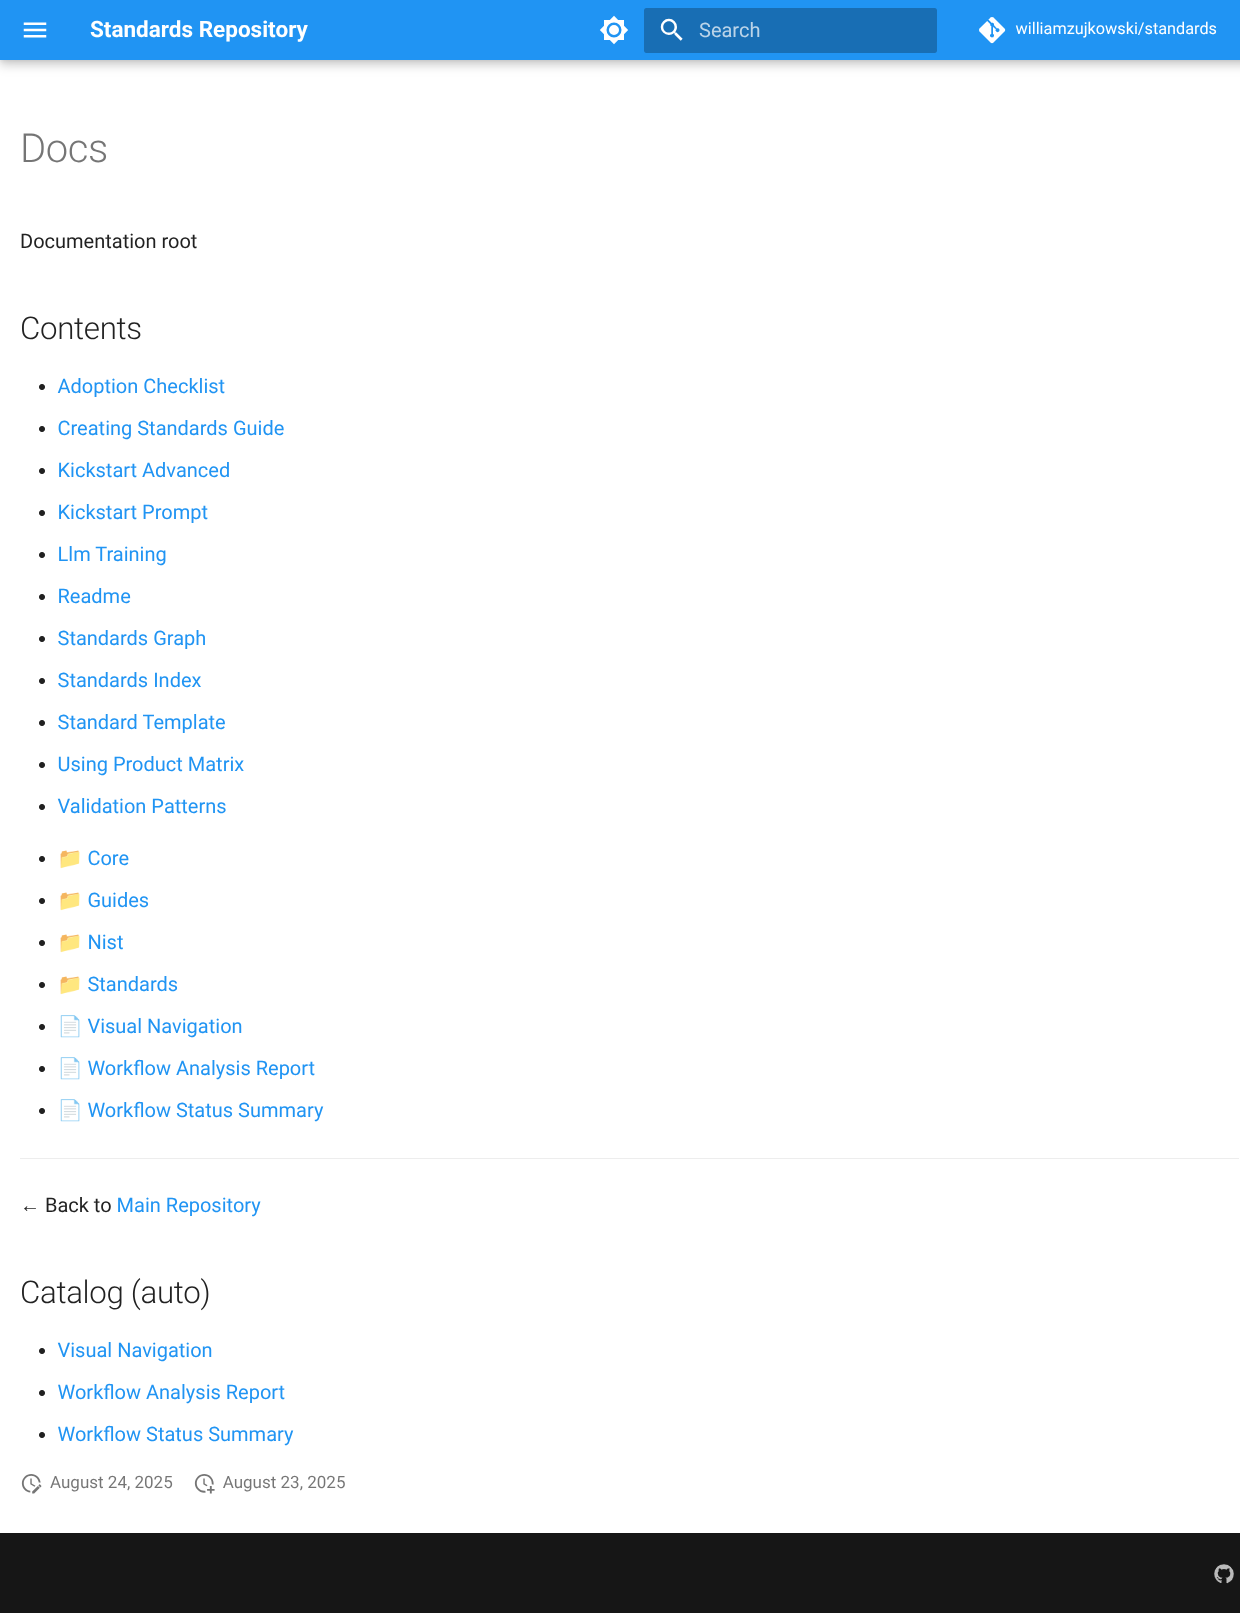 Standards Repository
Search
williamzujkowski/standards
Docs
Documentation root
Contents
Adoption Checklist
Creating Standards Guide
Kickstart Advanced
Kickstart Prompt
Llm Training
Readme
Standards Graph
Standards Index
Standard Template
Using Product Matrix
Validation Patterns
📁 Core
📁 Guides
📁 Nist
📁 Standards
📄 Visual Navigation
📄 Workflow Analysis Report
📄 Workflow Status Summary
← Back to Main Repository
Catalog (auto)
Visual Navigation
Workflow Analysis Report
Workflow Status Summary
August 24, 2025 August 23, 2025